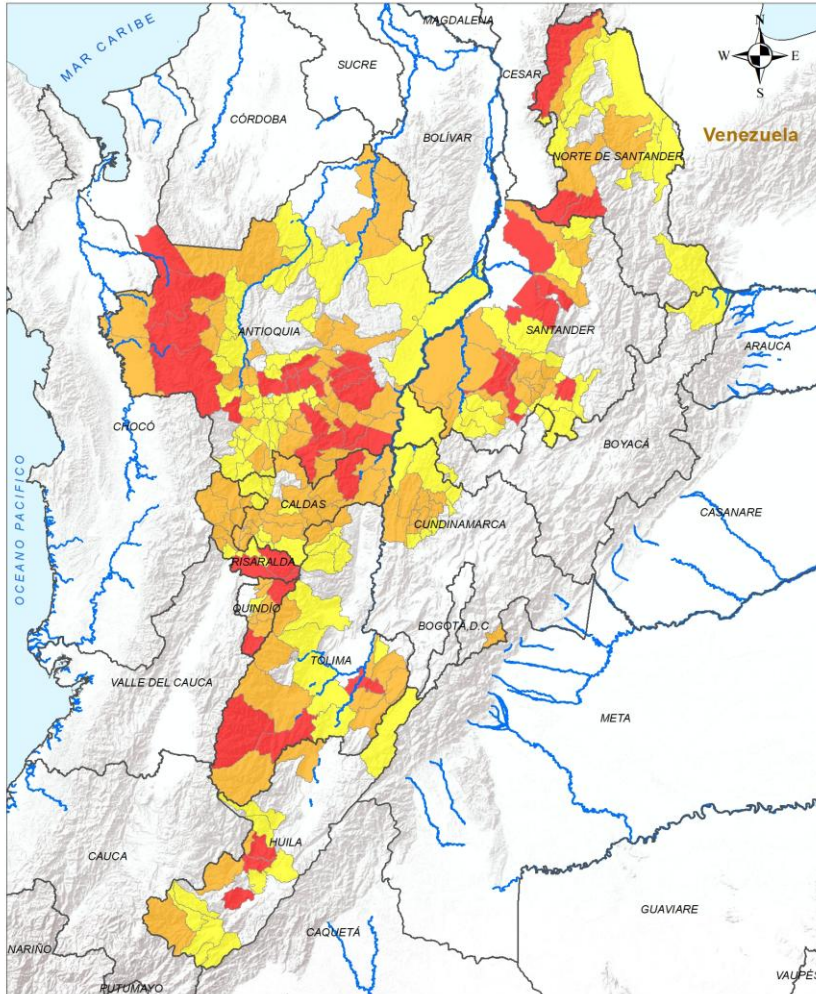 MAGDALENA
N
MAR CARIBE
W
E
SUCRE
CESAR
S
CÓRDOBA
BOLÍVAR
Venezuela
NORTE DE SANTANDER
ANTIOQUIA
SANTANDER
ARAUCA
CHOCÓ
BOYACÁ
CALDAS
CUNDINAMARCA
CASANARE
OCEANO PACIFICO
RISARALDA
QUINDÍO
BOGOTÁ,D.C
TOLIMA
VALLE DEL CAUCA
META
HUILA
CAUCA
GUAVIARE
NARIÑO
CAQUETÁ
PUTUMAYO
VAUPÉS